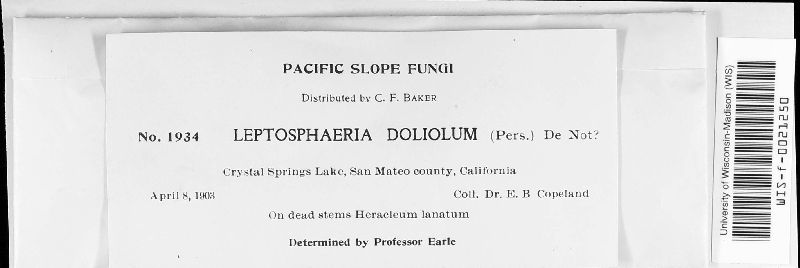 PACIFIC SLOPE FUNGI
Distributed by C. F. BAKER
No. 1934 LEPTOSPHAERIA DOLIOLUM (Pers.) De Not?
Crystal Springs Lake, San Mateo county, California
April 8, 1903 Coll. Dr. E. B Copeland
On dead stems Heracleum lanatum
Determined by Professor Earle
University of Wisconsin-Madison (WIS)
WIS-f-0021250